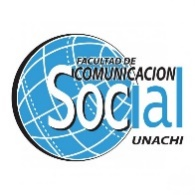 FACULTAD DE
COMUNICACION
Social
UNACHI